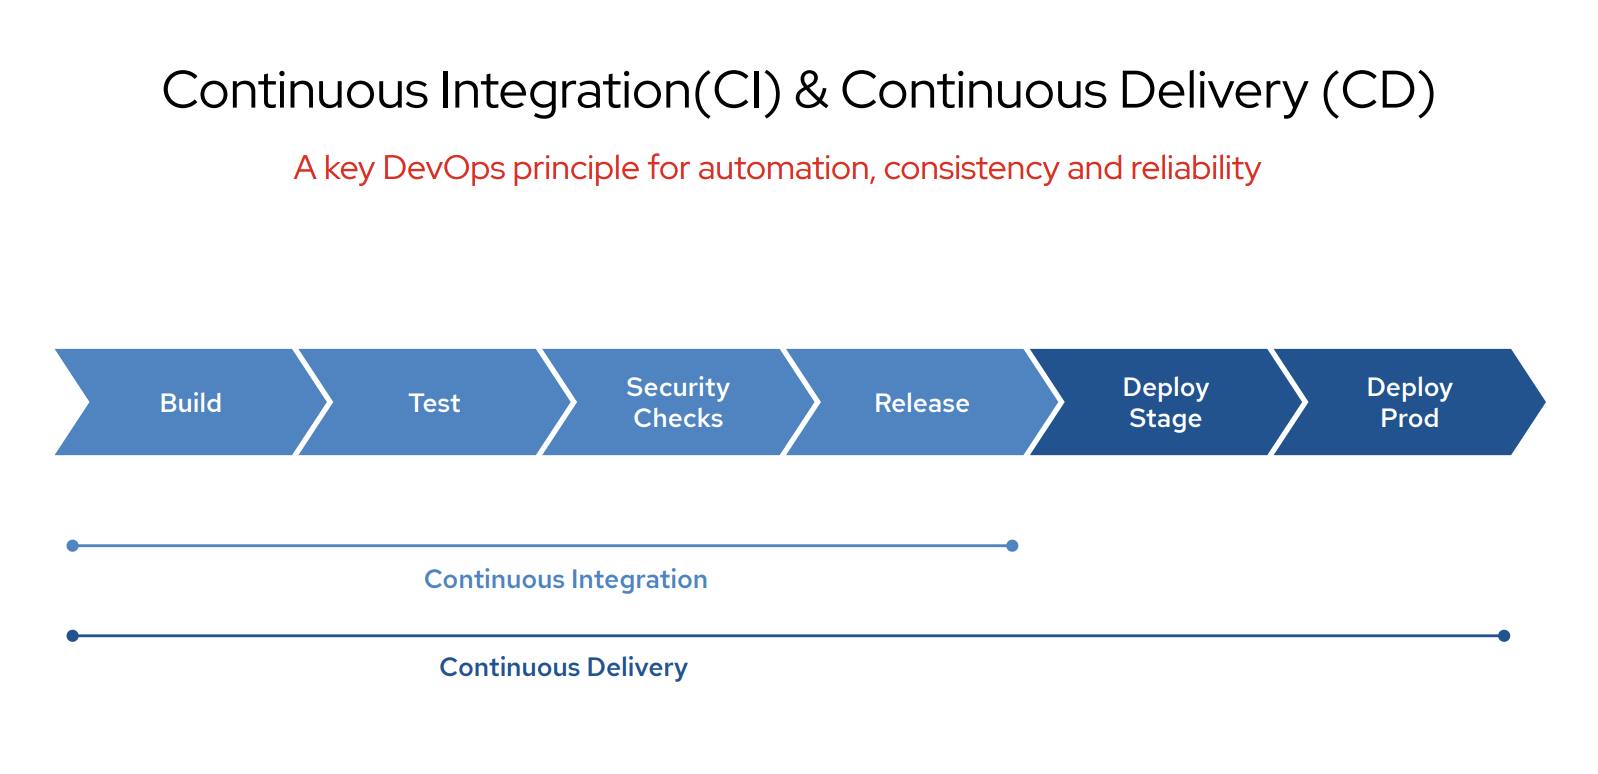 Continuous Integration(CI) & Continuous Delivery (CD)
A key DevOps principle for automation, consistency and reliability
Build
Test
Security
Checks
Release
Deploy
Stage
Deploy
Prod
Continuous Integration
Continuous Delivery